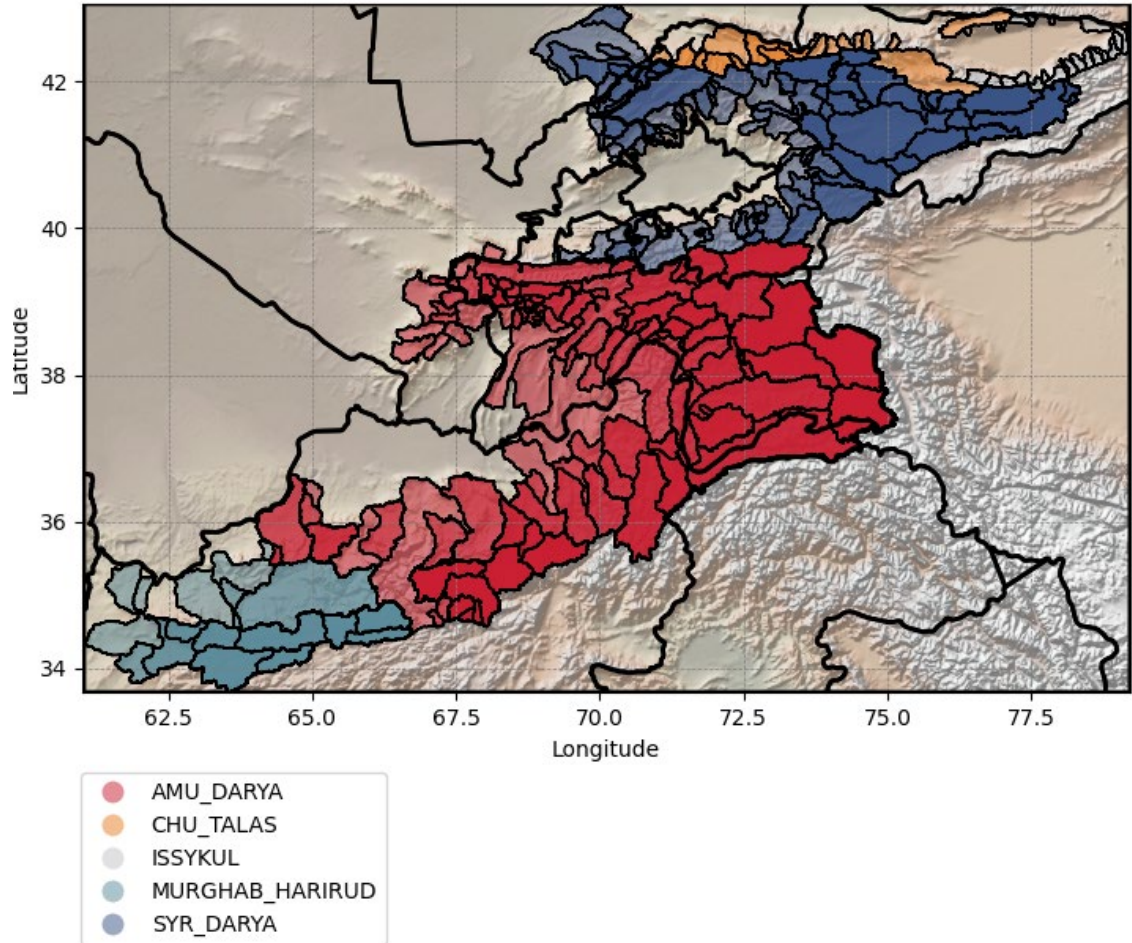 42
40
38
36
34
Latitude
62.5
65.0
67.5
70.0
72.5
75.0
77.5
Longitude
AMU_DARYA
CHU_TALAS
ISSYKUL
MURGHAB_HARIRUD
SYR_DARYA